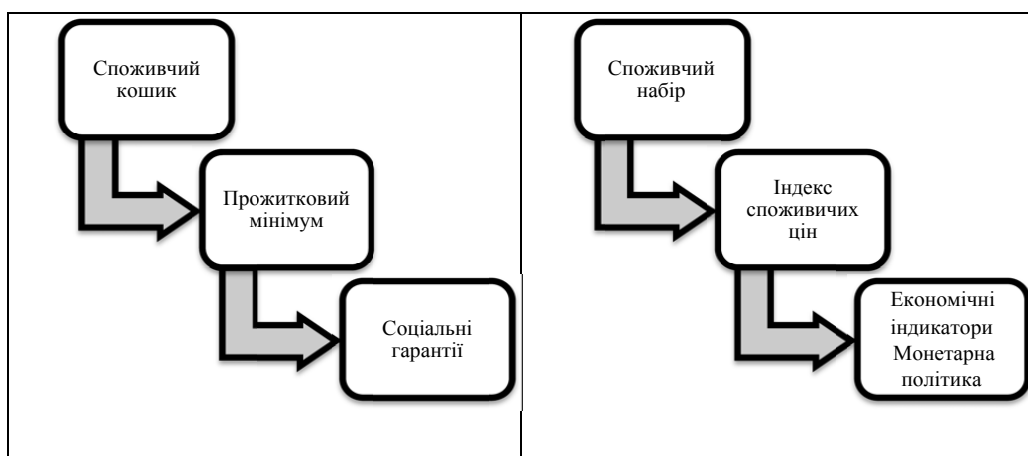 Споживчий
кошик
Прожитковий
мінімум
Соціальні
гарантії
Споживчий
набір
Індекс
споживичих
цін
Економічні
індикатори
Монетарна
політика